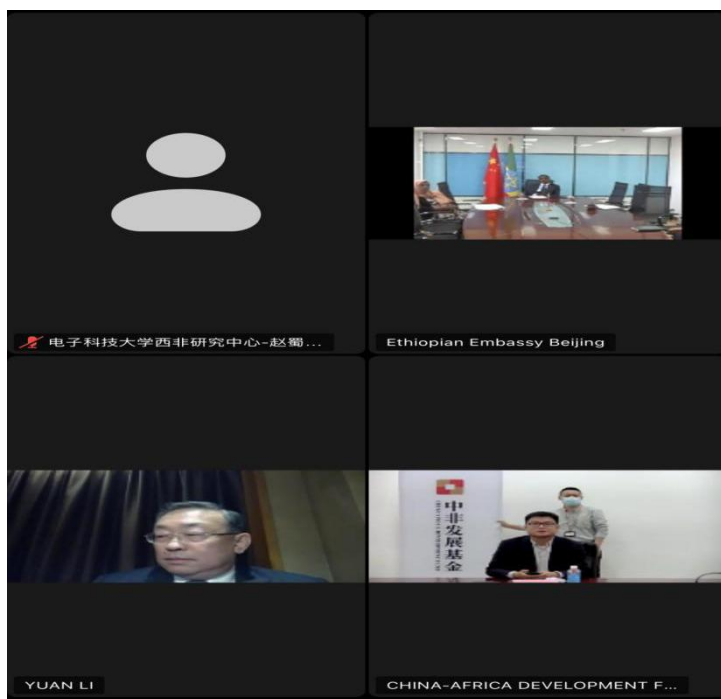 电子科技大学西非研究中心-赵蜀...
Ethiopian Embassy Beijing
YUAN LI
中非发展基金
CHINA-AFRICA DEVELOPMENT F...